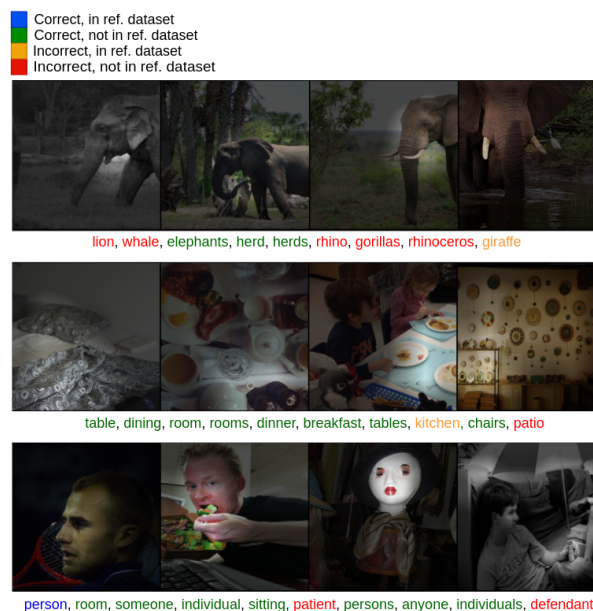 Correct, in ref. dataset
Correct, not in ref. dataset
Incorrect, in ref. dataset
Incorrect, not in ref. dataset
lion, whale, elephants, herd, herds, rhino, gorillas, rhinoceros, giraffe
table, dining, room, rooms, dinner, breakfast, tables, kitchen, chairs, patio
person, room, someone, individual, sitting, patient, persons, anyone, individuals, defendant